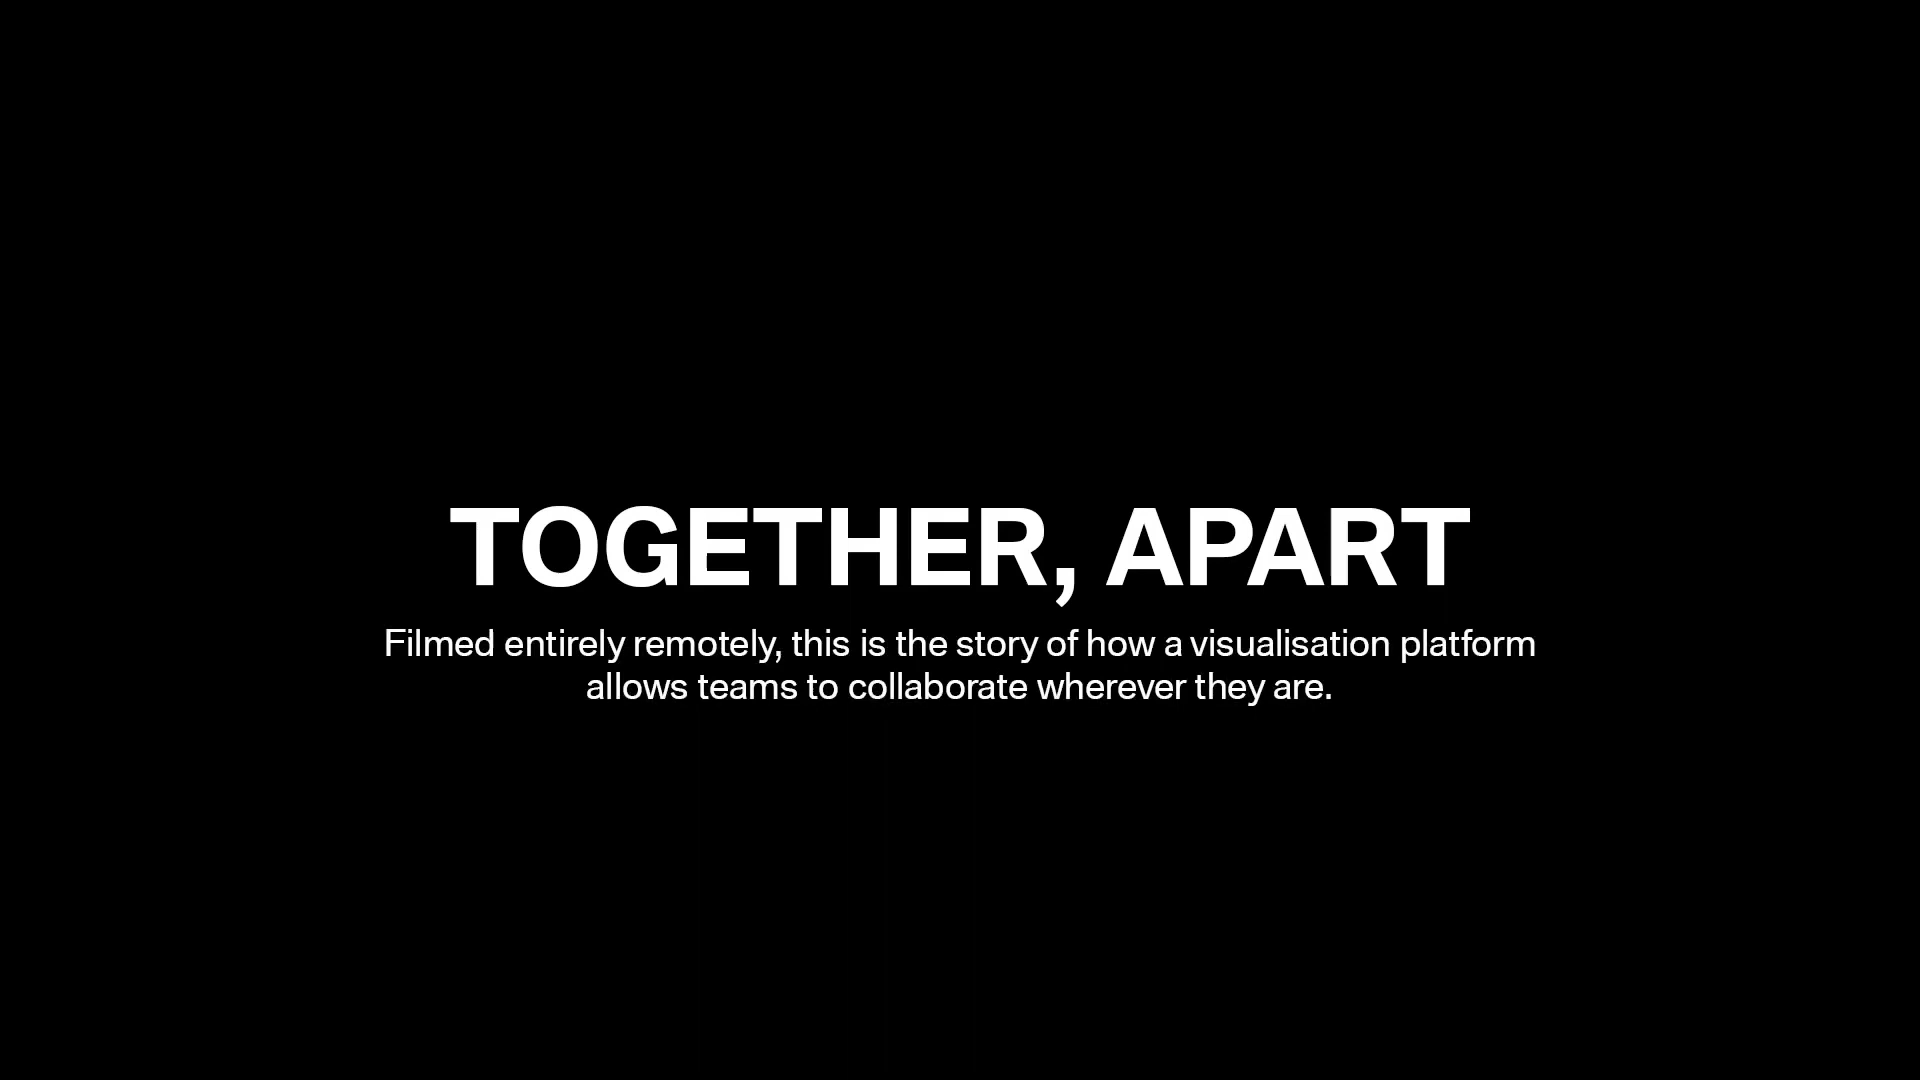 TOGETHER, APART
Filmed entirely remotely, this is the story of how a visualisation platform
allows teams to collaborate wherever they are.